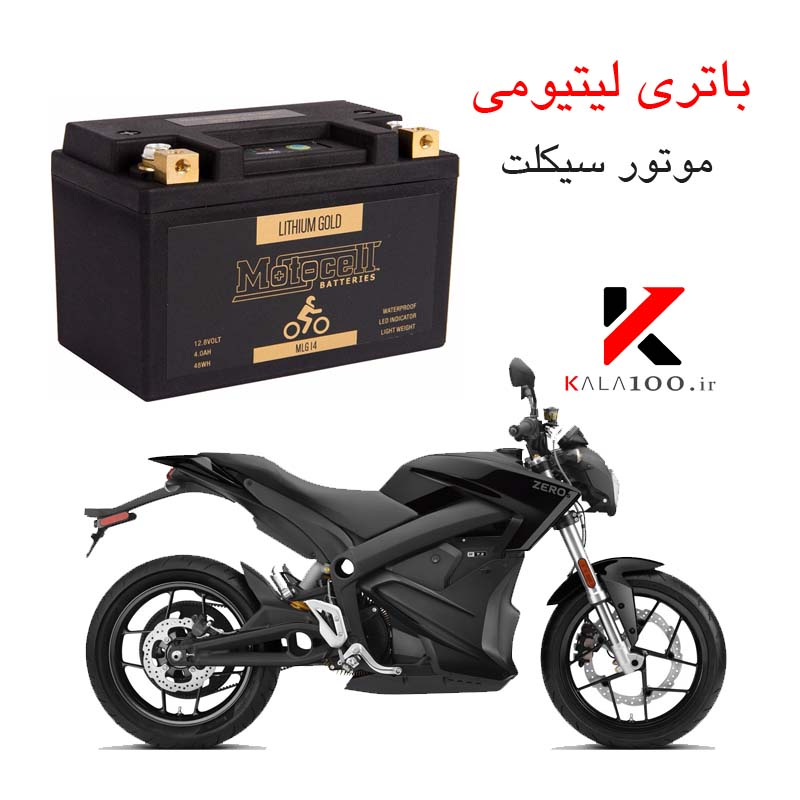 باتری لیتیومی
موتور سیکلت
LITHIUM GOLD
Motocell
BATTERIES
WATERPROOF
LED INDICATOR
LIGHT WEIGHT
12.8VOLT
4.0AH
48WH
MLG14
KALA100.ir
ZERO